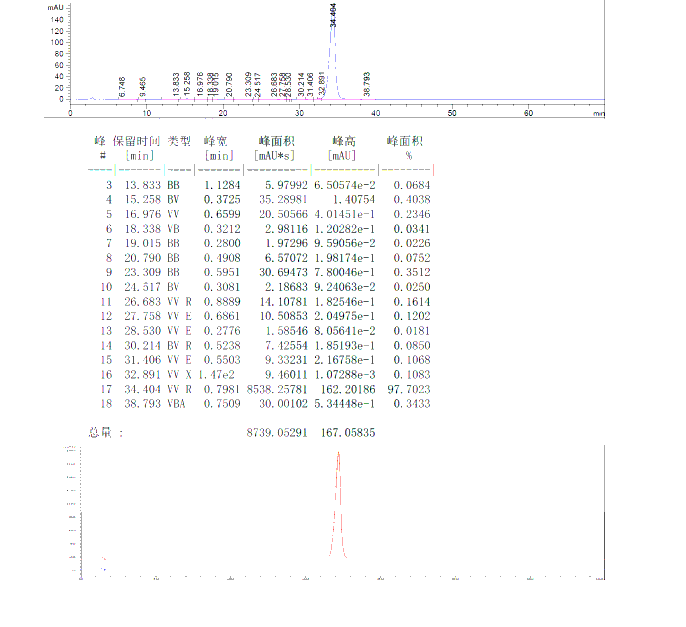 mAU
140
120
100
80
60
40
20
0
6.746
9.465
13.833
15.258
16.976
18.338
19.015
20.790
23.309
24.517
26.683
27.758
28.530
30.214
31.406
32.891
34.404
38.793
0 10 20 30 40 50 60 min
峰 保留时间 类型 峰宽 峰面积 峰高 峰面积
# [min] [min] [mAU*s] [mAU] %
3 13.833 BB 1.1284 5.97992 6.50574e-2 0.0684
4 15.258 BV 0.3725 35.28981 1.40754 0.4038
5 16.976 VV 0.6599 20.50566 4.01451e-1 0.2346
6 18.338 VB 0.3212 2.98116 1.20282e-1 0.0341
7 19.015 BB 0.2800 1.97296 9.59056e-2 0.0226
8 20.790 BB 0.4908 6.57072 1.98174e-1 0.0752
9 23.309 BB 0.5951 30.69473 7.80046e-1 0.3512
10 24.517 BV 0.3081 2.18683 9.24063e-2 0.0250
11 26.683 VV R 0.8889 14.10781 1.82546e-1 0.1614
12 27.758 VV E 0.6861 10.50853 2.04975e-1 0.1202
13 28.530 VV E 0.2776 1.58546 8.05641e-2 0.0181
14 30.214 BV R 0.5238 7.42554 1.85193e-1 0.0850
15 31.406 VV E 0.5503 9.33231 2.16758e-1 0.1068
16 32.891 VV X 1.47e2 9.46011 1.07288e-3 0.1083
17 34.404 VV R 0.7981 8538.25781 162.20186 97.7023
18 38.793 VBA 0.7509 30.00102 5.34448e-1 0.3433
总量 : 8739.05291 167.05835